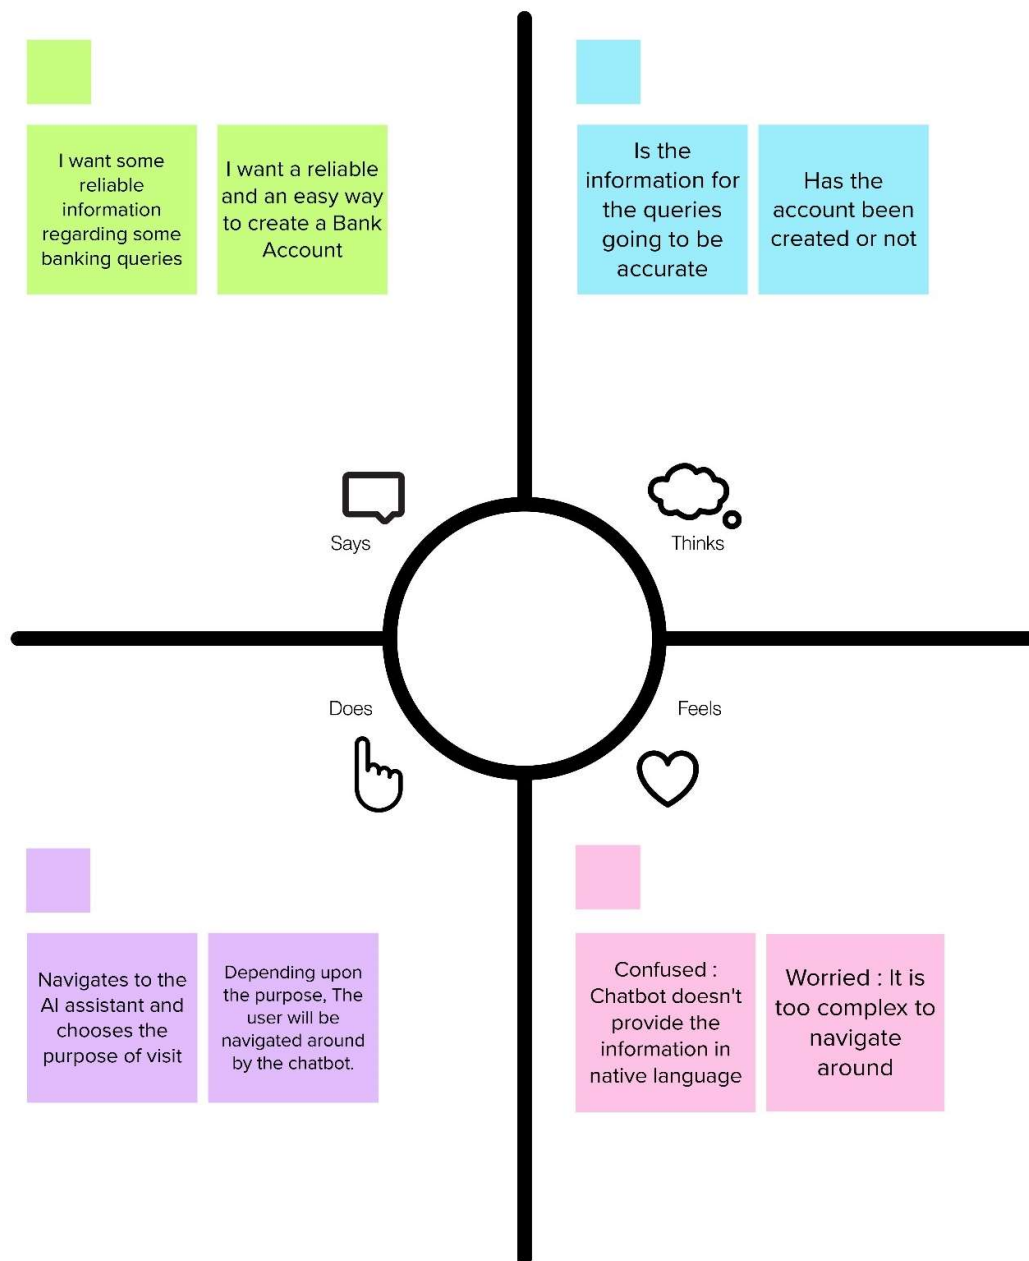 I want some
reliable
information
regarding some
banking queries
I want a reliable
and an easy way
to create a Bank
Account
Is the
information for
the queries
going to be
accurate
Has the
account been
created or not
Says
Thinks
Does
Feels
Navigates to the
AI assistant and
chooses the
purpose of visit
Depending upon
the purpose, The
user will be
navigated around
by the chatbot.
Confused :
Chatbot doesn't
provide the
information in
native language
Worried : It is
too complex to
navigate
around